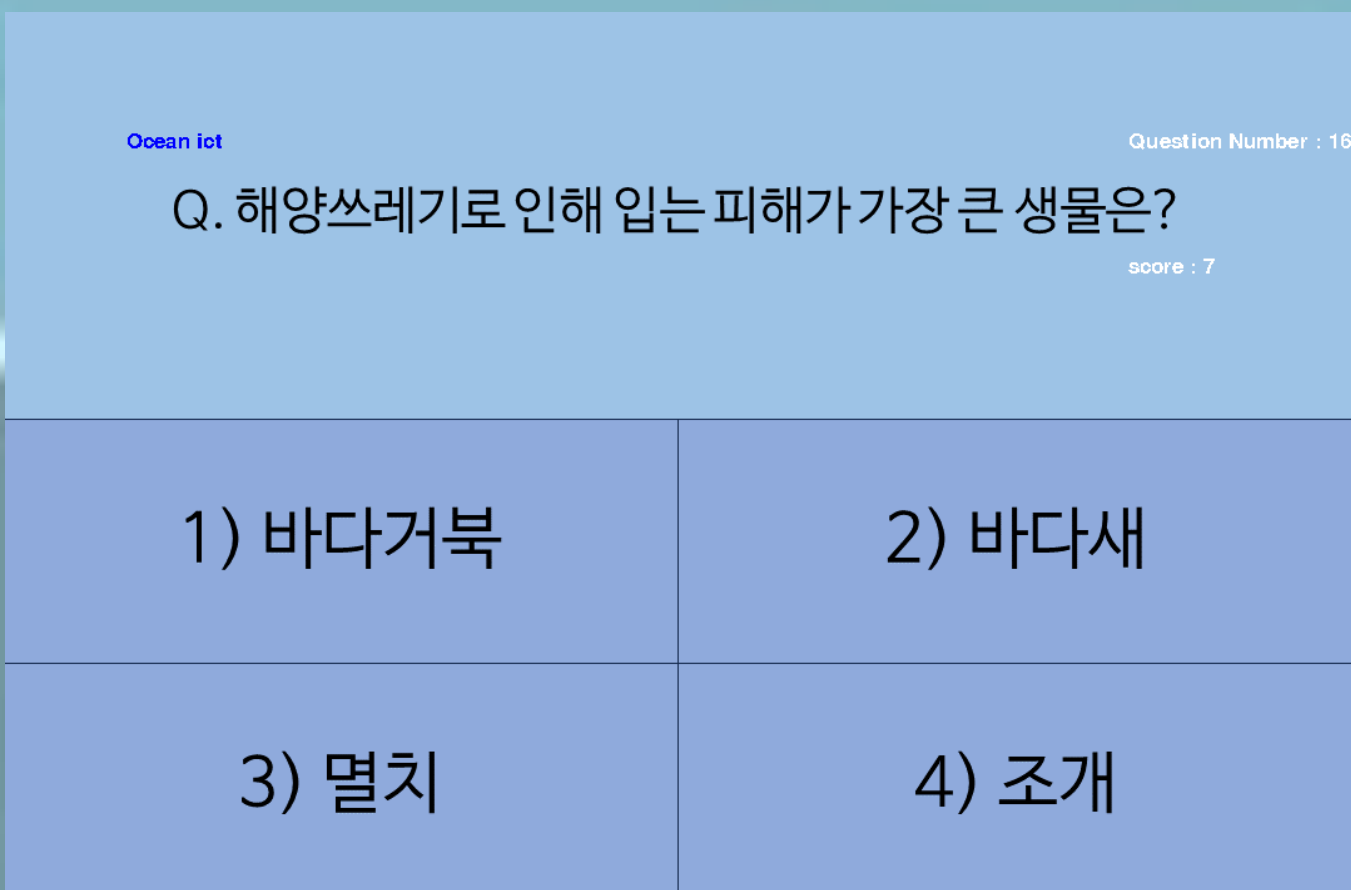 Ocean ict
Question Number : 16
Q. 해양쓰레기로 인해 입는 피해가 가장 큰 생물은?
score : 7
1) 바다거북
2) 바다새
3) 멸치
4) 조개